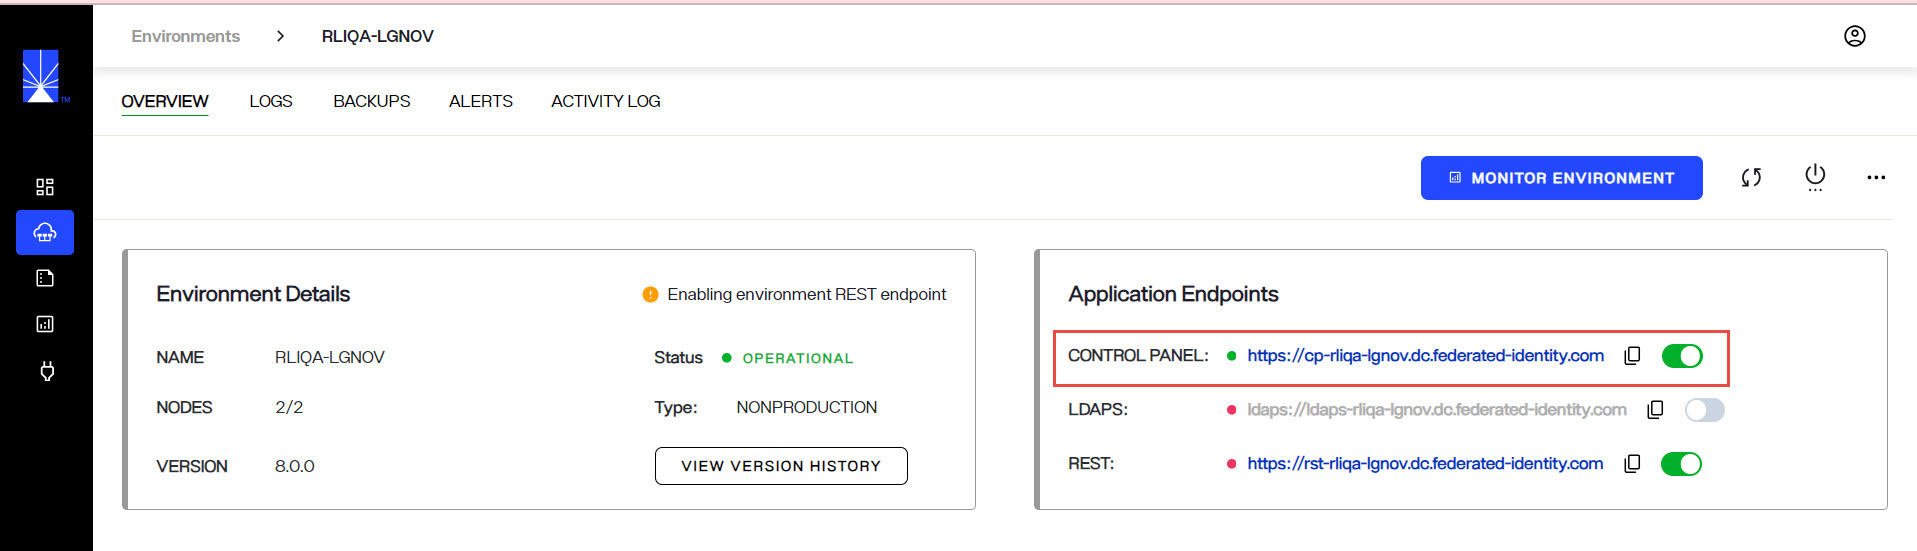 Environments > RLIQA-LGNOV
TM
OVERVIEW LOGS BACKUPS ALERTS ACTIVITY LOG
MONITOR ENVIRONMENT
Environment Details
Enabling environment REST endpoint
NAME RLIQA-LGNOV
Status OPERATIONAL
NODES 2/2
Type: NONPRODUCTION
VERSION 8.0.0
VIEW VERSION HISTORY
Application Endpoints
CONTROL PANEL: https://cp-rliqa-lgnov.dc.federated-identity.com
LDAPS: ldaps://ldaps-rliqa-lgnov.dc.federated-identity.com
REST: https://rst-rliqa-lgnov.dc.federated-identity.com